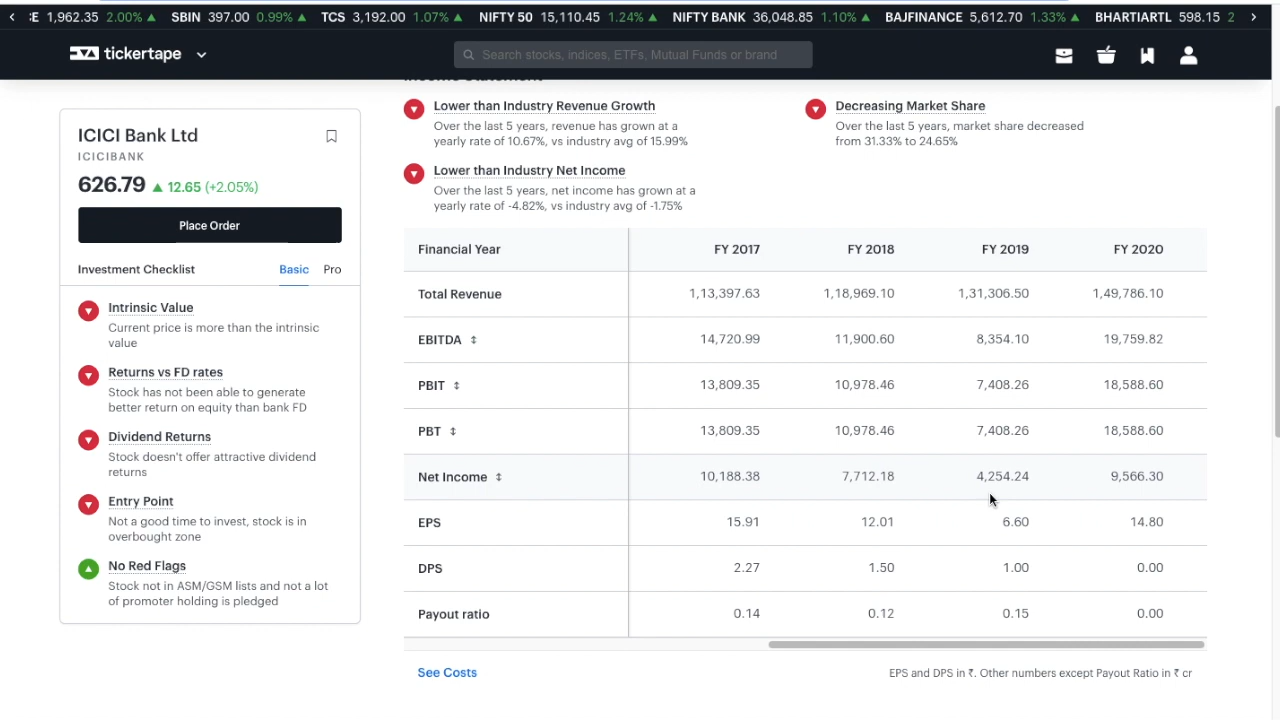 :E 1,962.35 2.00% ▲ SBIN 397.00 0.99% ▲ TCS 3,192.00 1.07% ▲ NIFTY 50 15,110.45 1.24% ▲ NIFTY BANK 36,048.85 1.10% ▲ BAJFINANCE 5,612.70 1.33% ▲ BHARTIARTL 598.15 2
tickertape
Search stocks, indices, ETFs, Mutual Funds or brand
Income Statement
ICICI Bank Ltd
ICICIBANK
626.79 ▲ 12.65 (+2.05%)
Place Order
Investment Checklist Basic Pro
Intrinsic Value
Current price is more than the intrinsic
value
Returns vs FD rates
Stock has not been able to generate
better return on equity than bank FD
Dividend Returns
Stock doesn't offer attractive dividend
returns
Entry Point
Not a good time to invest, stock is in
overbought zone
No Red Flags
Stock not in ASM/GSM lists and not a lot
of promoter holding is pledged
Lower than Industry Revenue Growth
Over the last 5 years, revenue has grown at a
yearly rate of 10.67%, vs industry avg of 15.99%
Decreasing Market Share
Over the last 5 years, market share decreased
from 31.33% to 24.65%
Lower than Industry Net Income
Over the last 5 years, net income has grown at a
yearly rate of -4.82%, vs industry avg of -1.75%
Financial Year FY 2017 FY 2018 FY 2019 FY 2020
Total Revenue 1,13,397.63 1,18,969.10 1,31,306.50 1,49,786.10
EBITDA 14,720.99 11,900.60 8,354.10 19,759.82
PBIT 13,809.35 10,978.46 7,408.26 18,588.60
PBT 13,809.35 10,978.46 7,408.26 18,588.60
Net Income 10,188.38 7,712.18 4,254.24 9,566.30
EPS 15.91 12.01 6.60 14.80
DPS 2.27 1.50 1.00 0.00
Payout ratio 0.14 0.12 0.15 0.00
See Costs
EPS and DPS in ₹. Other numbers except Payout Ratio in ₹ cr